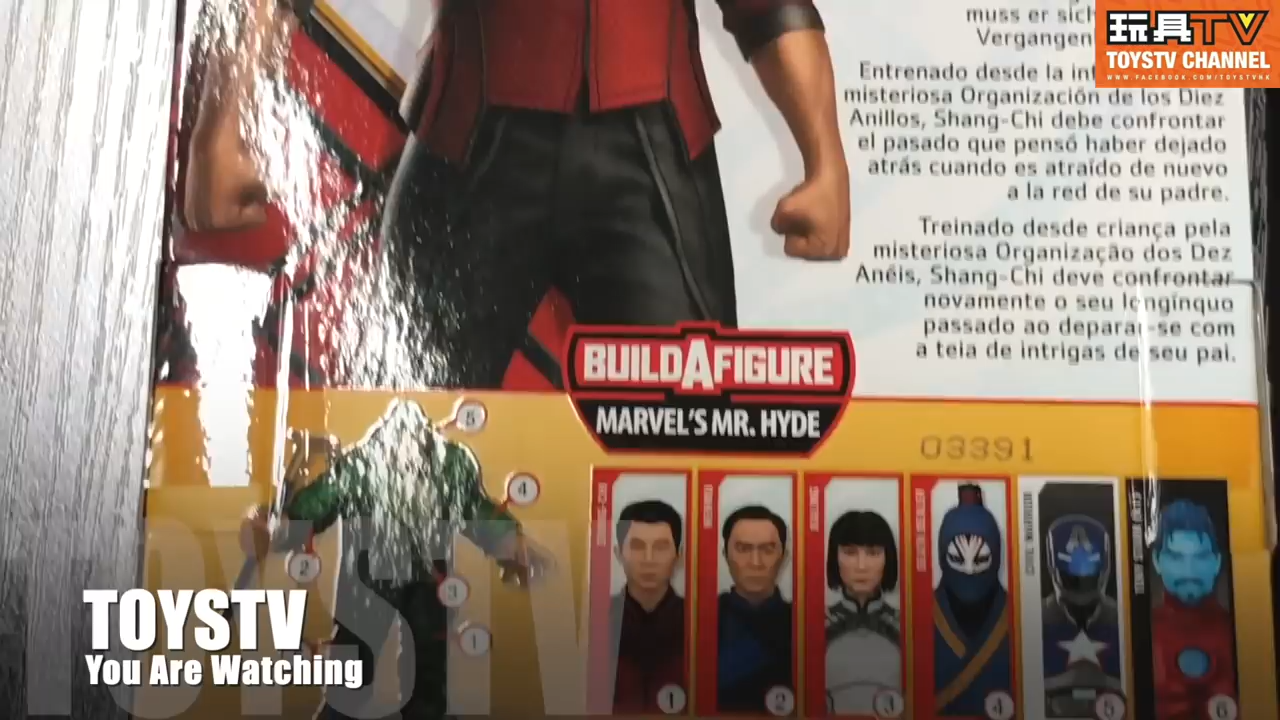 muss er sich
Vergangen
玩具TV
TOYSTV CHANNEL
WWW.FACEBOOK.COM/TOYSTVHK
Entrenado desde la in
misteriosa Organización de los Diez
Anillos, Shang-Chi debe confrontar
el pasado que pensó haber dejado
atrás cuando es atraído de nuevo
a la red de su padre.
Treinado desde criança pela
misteriosa Organização dos Dez
Anéis, Shang-Chi deve confrontar
novamente o seu longínquo
passado ao deparar-se com
a teia de intrigas de seu pai.
BUILD A FIGURE
MARVEL'S MR. HYDE
03391
5
4
2
3
1
1
2
3
4
5
6
TOYSTV
TOYSTV
You Are Watching